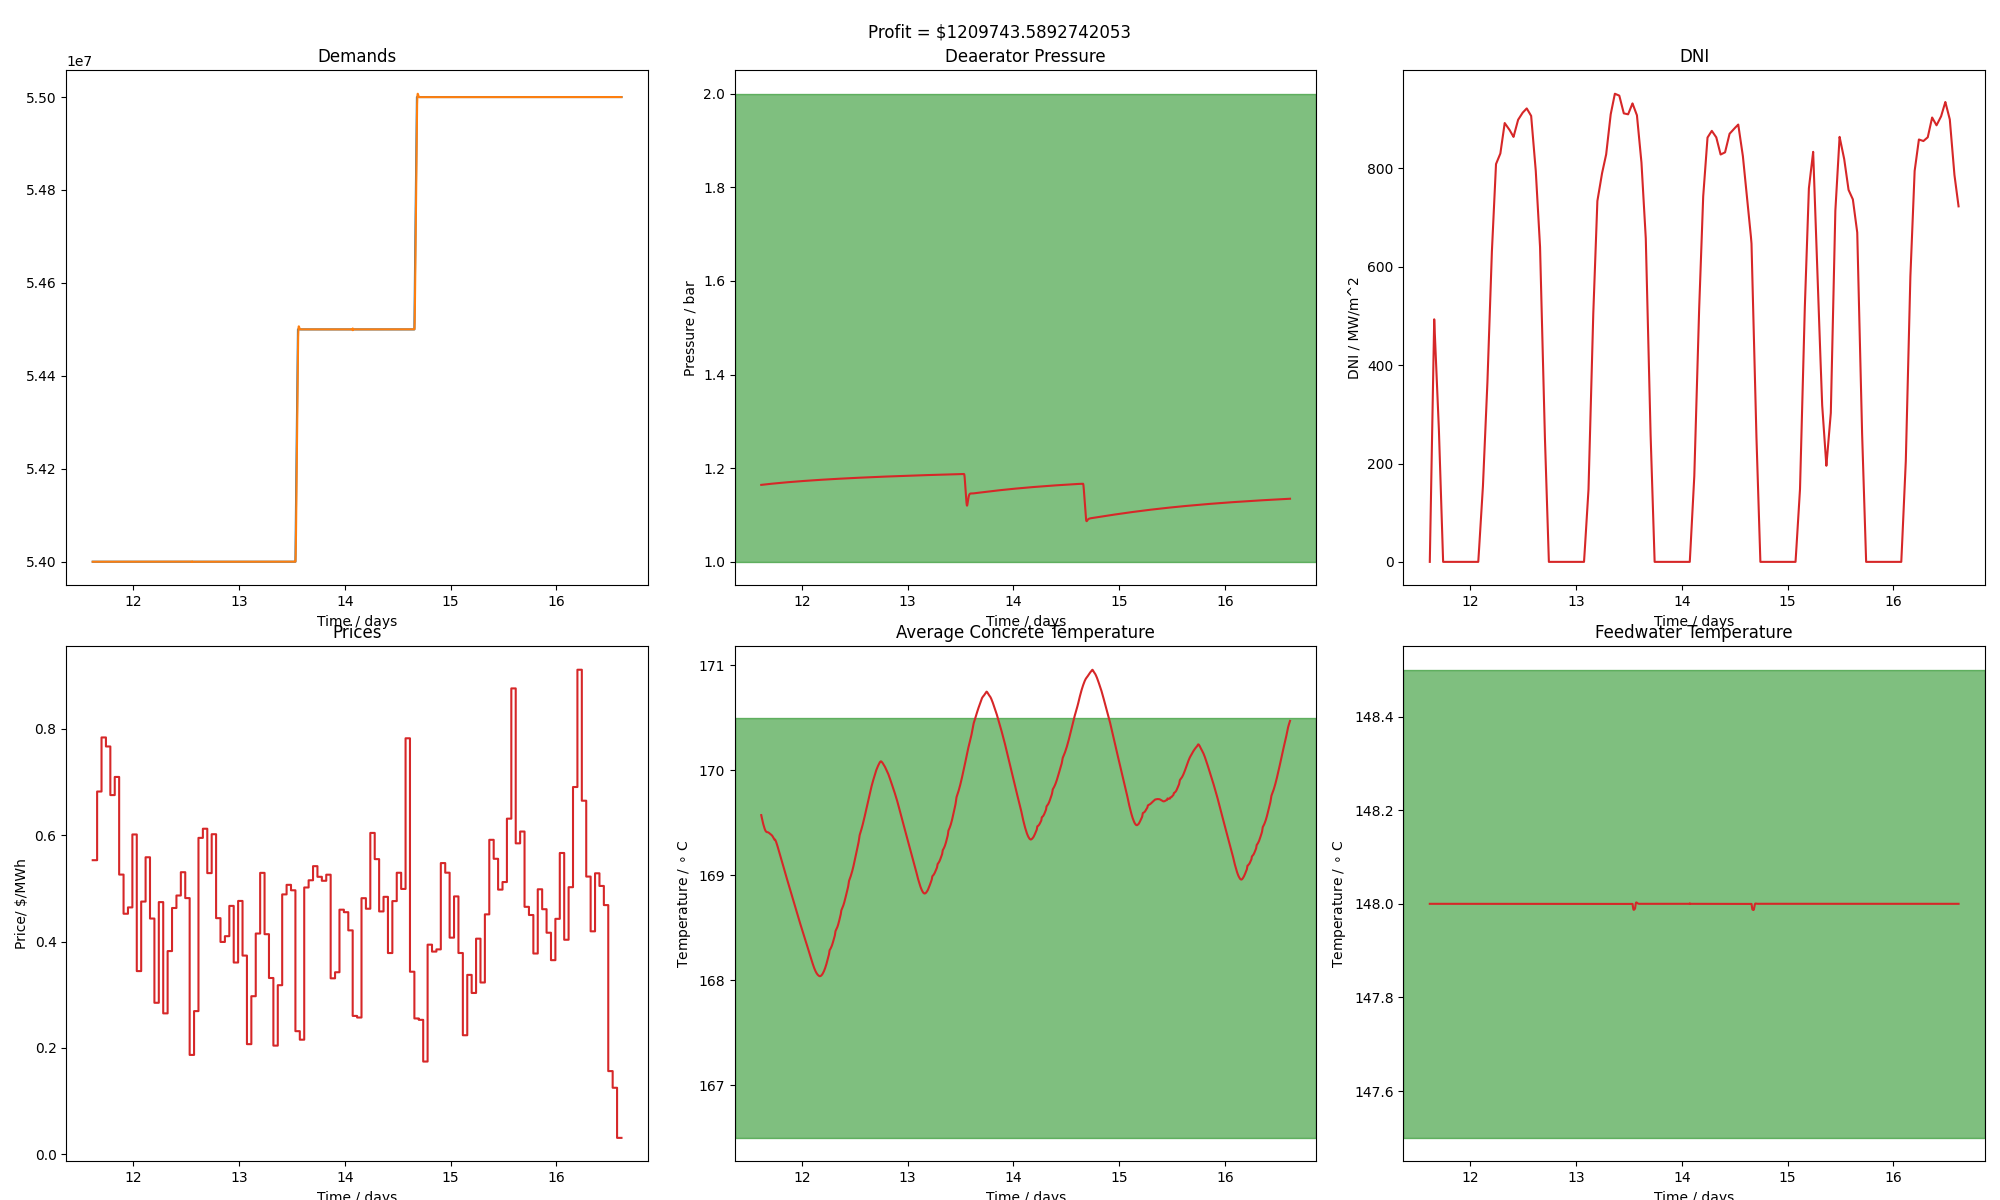 Profit = $1209743.5892742053
Demands
1e7
5.50
5.48
5.46
5.44
5.42
5.40
12 13 14 15 16
Time / days
Deaerator Pressure
Pressure / bar
2.0
1.8
1.6
1.4
1.2
1.0
12 13 14 15 16
Time / days
DNI
DNI / MW/m^2
800
600
400
200
0
12 13 14 15 16
Time / days
Prices
Price/ $/MWh
0.8
0.6
0.4
0.2
0.0
12 13 14 15 16
Time / days
Average Concrete Temperature
Temperature / ∘ C
171
170
169
168
167
12 13 14 15 16
Time / days
Feedwater Temperature
Temperature / ∘ C
148.4
148.2
148.0
147.8
147.6
12 13 14 15 16
Time / days